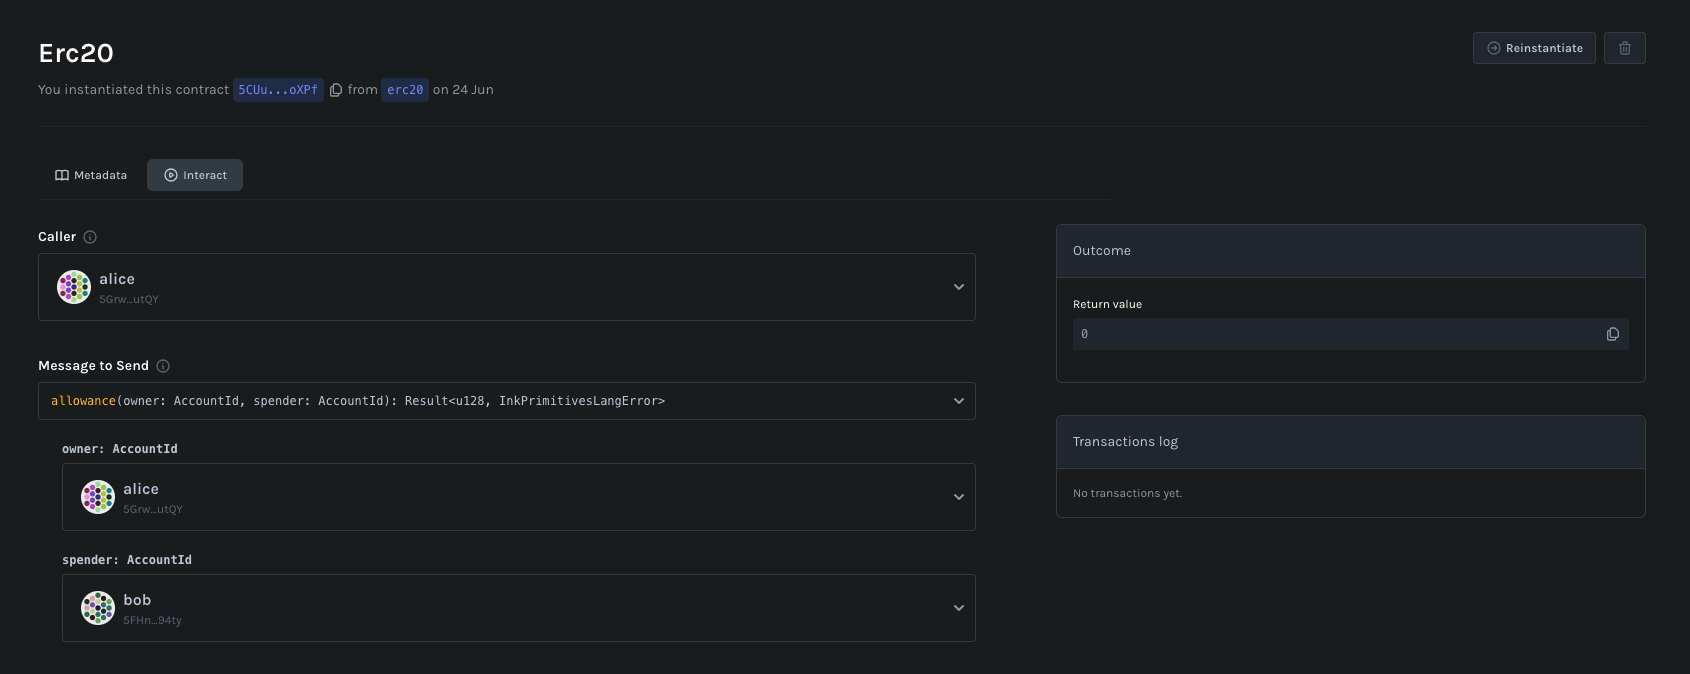 Erc20
Reinstantiate
You instantiated this contract 5CUu...oXPf from erc20 on 24 Jun
Metadata
Interact
Caller
alice
5Grw...utQY
Message to Send
allowance(owner: AccountId, spender: AccountId): Result<u128, InkPrimitivesLangError>
owner: AccountId
alice
5Grw...utQY
spender: AccountId
bob
5FHn...94ty
Outcome
Return value
0
Transactions log
No transactions yet.